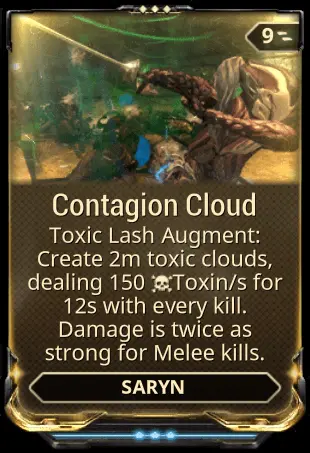 9
Contagion Cloud
Toxic Lash Augment:
Create 2m toxic clouds,
dealing 150 Toxin/s for
12s with every kill.
Damage is twice as
strong for Melee kills.
SARYN